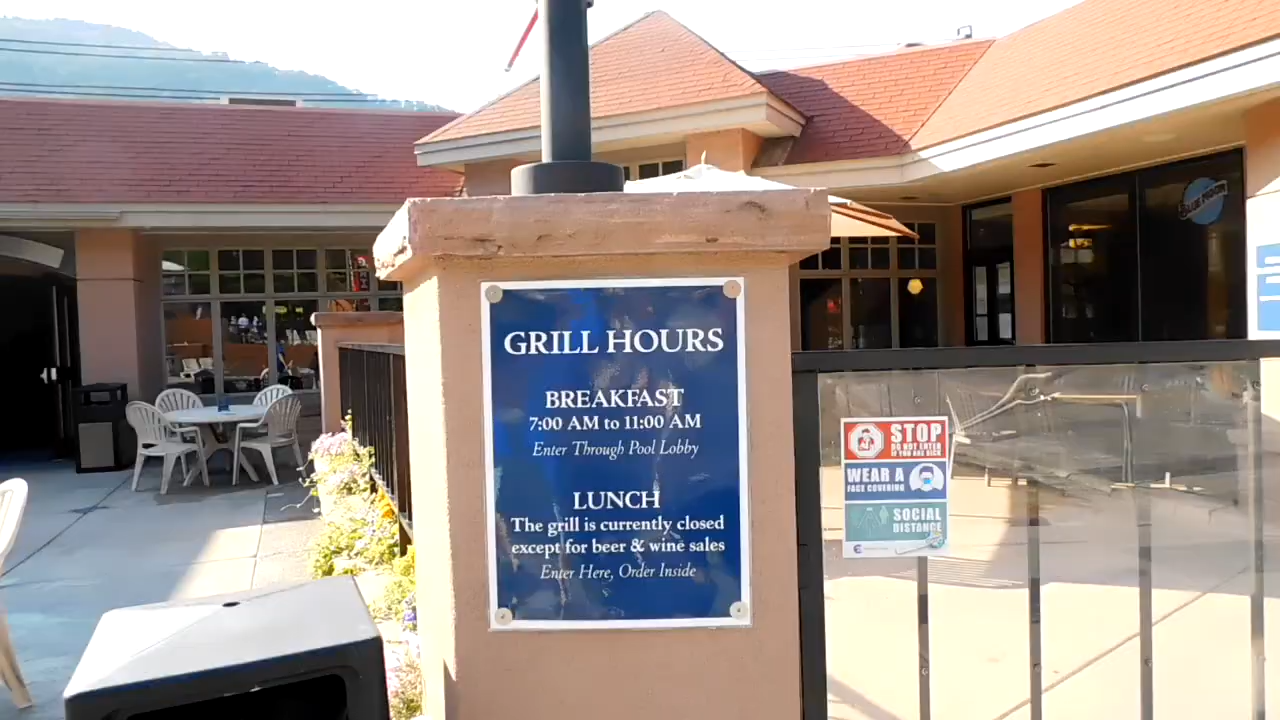 GRILL HOURS
BREAKFAST
7:00 AM to 11:00 AM
Enter Through Pool Lobby
LUNCH
The grill is currently closed
except for beer & wine sales
Enter Here, Order Inside
BLUE MOON
STOP
DO NOT ENTER
IF YOU ARE SICK
WEAR A
FACE COVERING
SOCIAL
DISTANCE